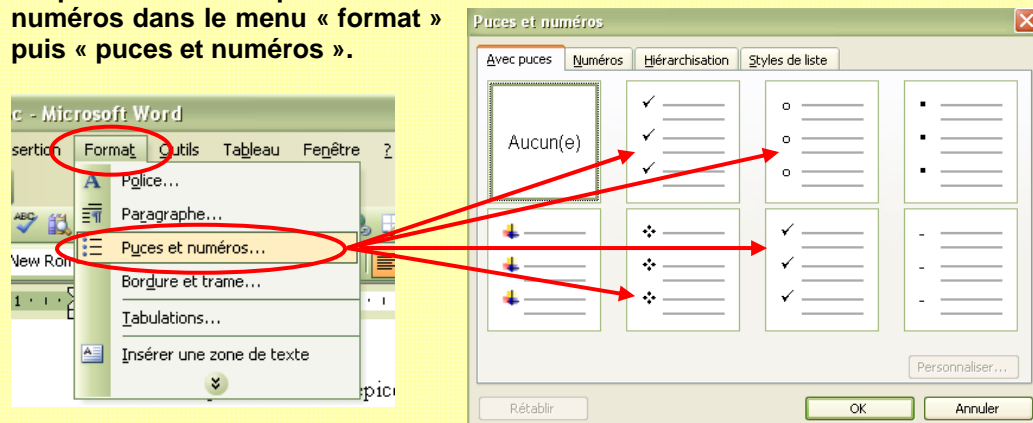 numéros dans le menu « format »
puis « puces et numéros ».
c - Microsoft Word
sertion Format Outils Tableau Fenêtre ?
Police...
Paragraphe...
Puces et numéros...
Bordure et trame...
Tabulations...
Insérer une zone de texte
New Ron
1
Puces et numéros
Avec puces Numéros Hiérarchisation Styles de liste
Aucun(e)
Personnaliser...
Rétablir OK Annuler